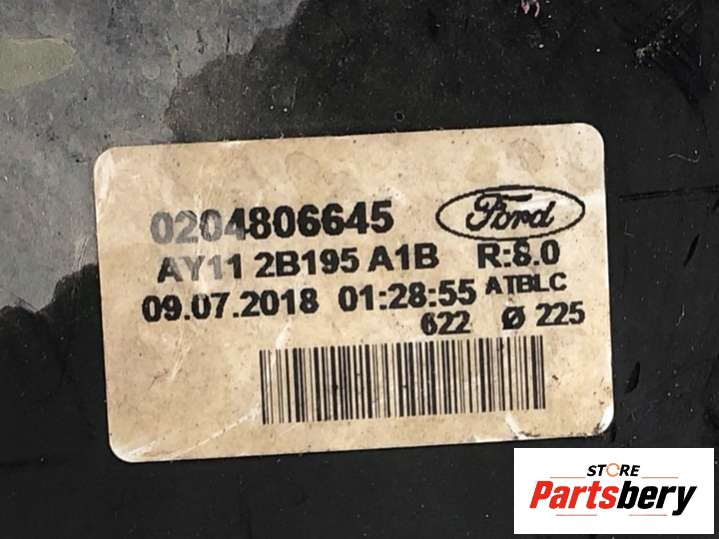 0204806645 Ford
AY11 2B195 A1B R:8.0
09.07.2018 01:28:55 ATBLC
622 Ø 225
STORE
Partsbery